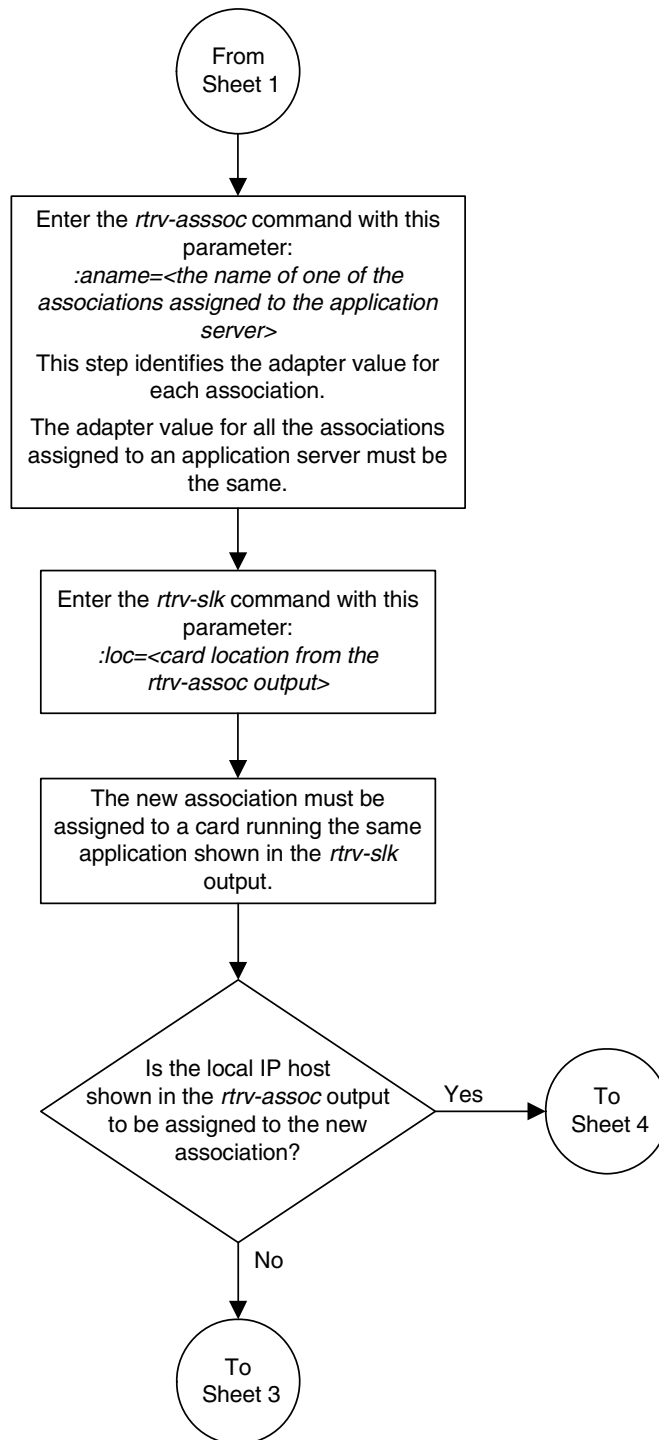 From
Sheet 1
Enter the rtrv-asssoc command with this
parameter:
:aname=<the name of one of the
associations assigned to the application
server>
This step identifies the adapter value for
each association.
The adapter value for all the associations
assigned to an application server must be
the same.
Enter the rtrv-slk command with this
parameter:
:loc=<card location from the
rtrv-assoc output>
The new association must be
assigned to a card running the same
application shown in the rtrv-slk
output.
Is the local IP host
shown in the rtrv-assoc output
to be assigned to the new
association?
Yes
To
Sheet 4
No
To
Sheet 3